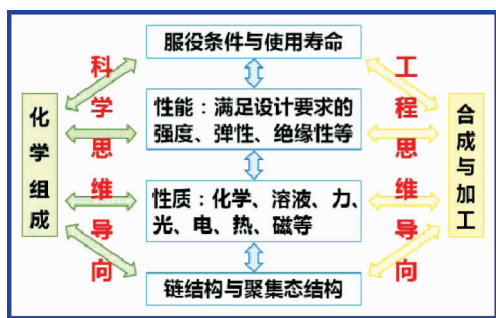 服役条件与使用寿命
科学思维导向
工程思维导向
化学组成
性能：满足设计要求的
强度、弹性、绝缘性等
合成与加工
性质：化学、溶液、力、
光、电、热、磁等
链结构与聚集态结构